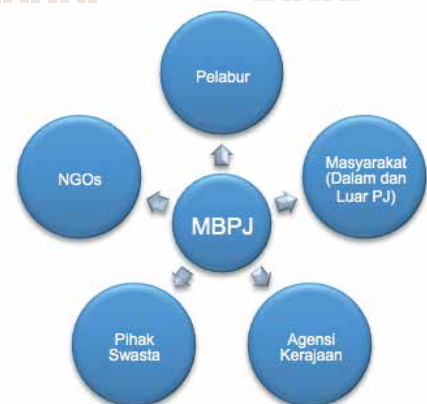 Pelabur
NGOs
Masyarakat
(Dalam dan
Luar PJ)
MBPJ
Pihak
Swasta
Agensi
Kerajaan